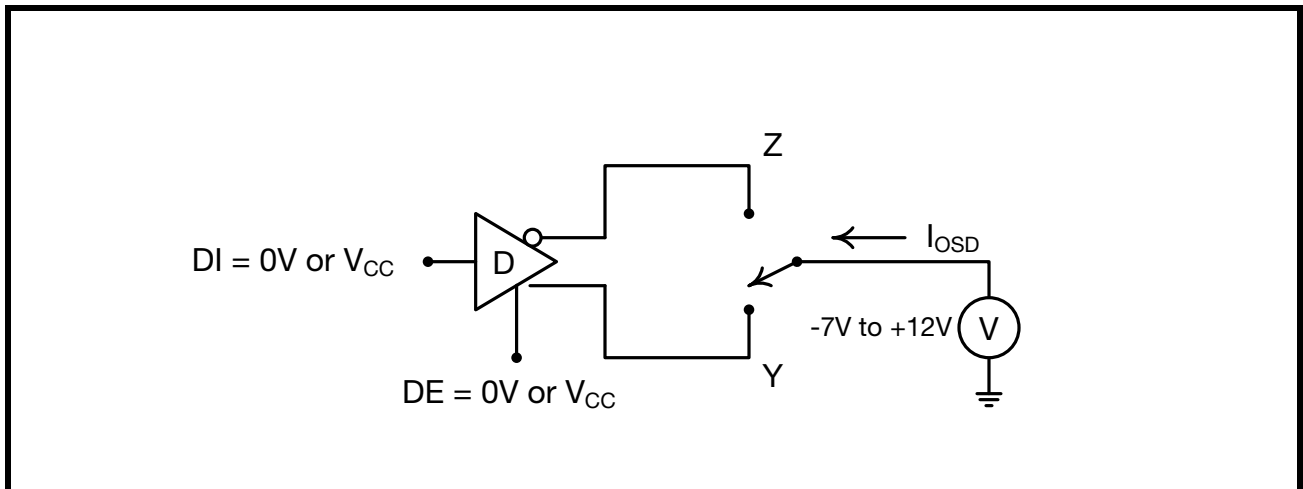 Z
I_OSD
DI = 0V or V_CC
D
-7V to +12V
V
Y
DE = 0V or V_CC